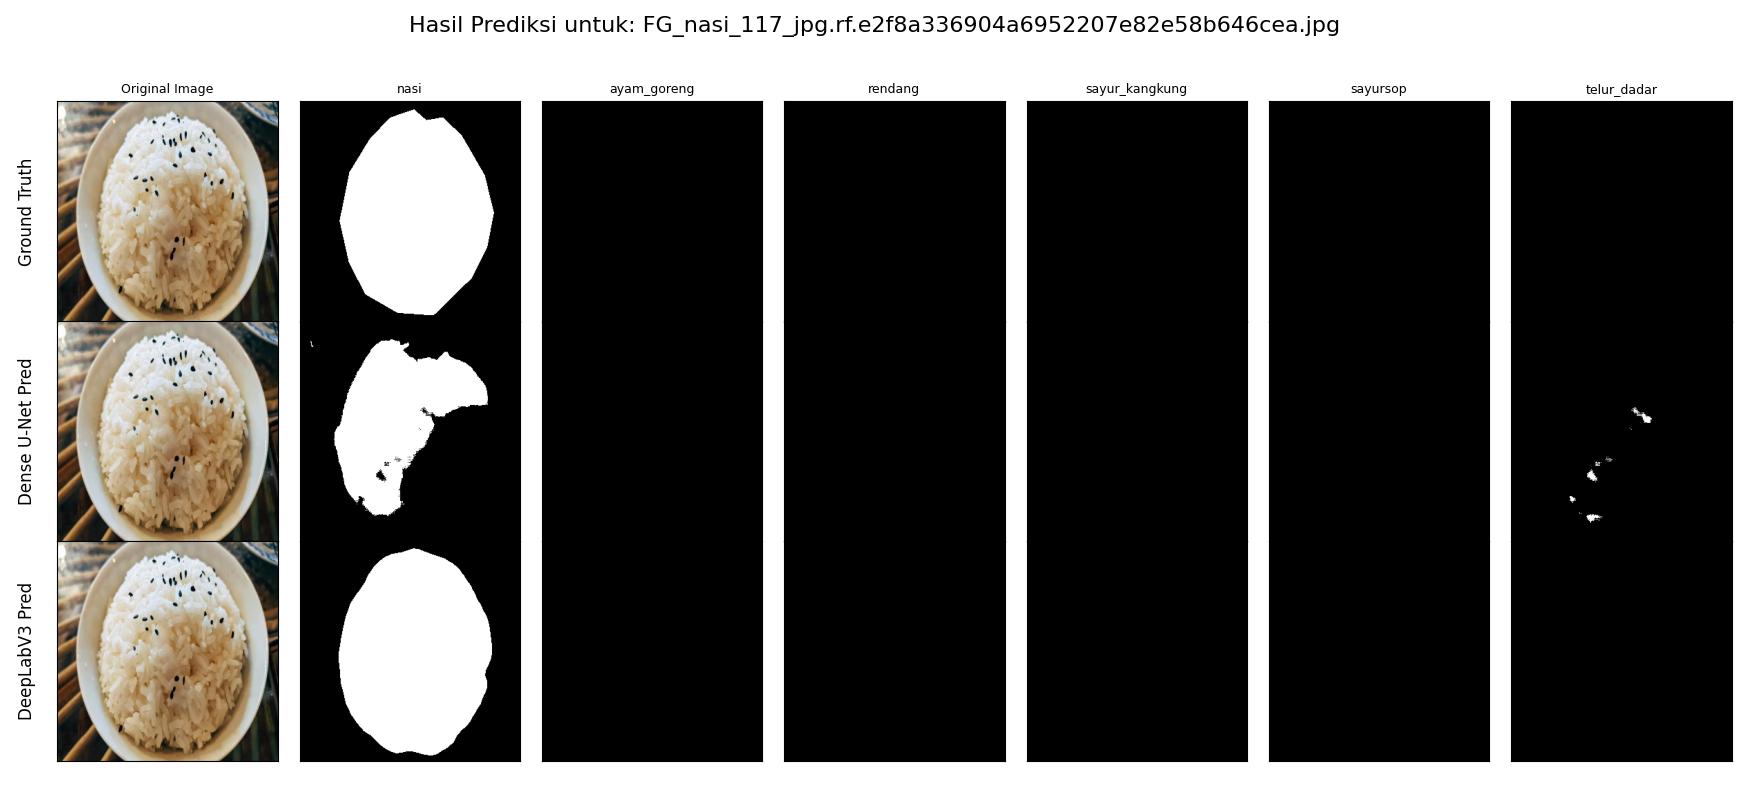 Hasil Prediksi untuk: FG_nasi_117_jpg.rf.e2f8a336904a6952207e82e58b646cea.jpg
Original Image
nasi
ayam_goreng
rendang
sayur_kangkung
sayursop
telur_dadar
Ground Truth
Dense U-Net Pred
DeepLabV3 Pred